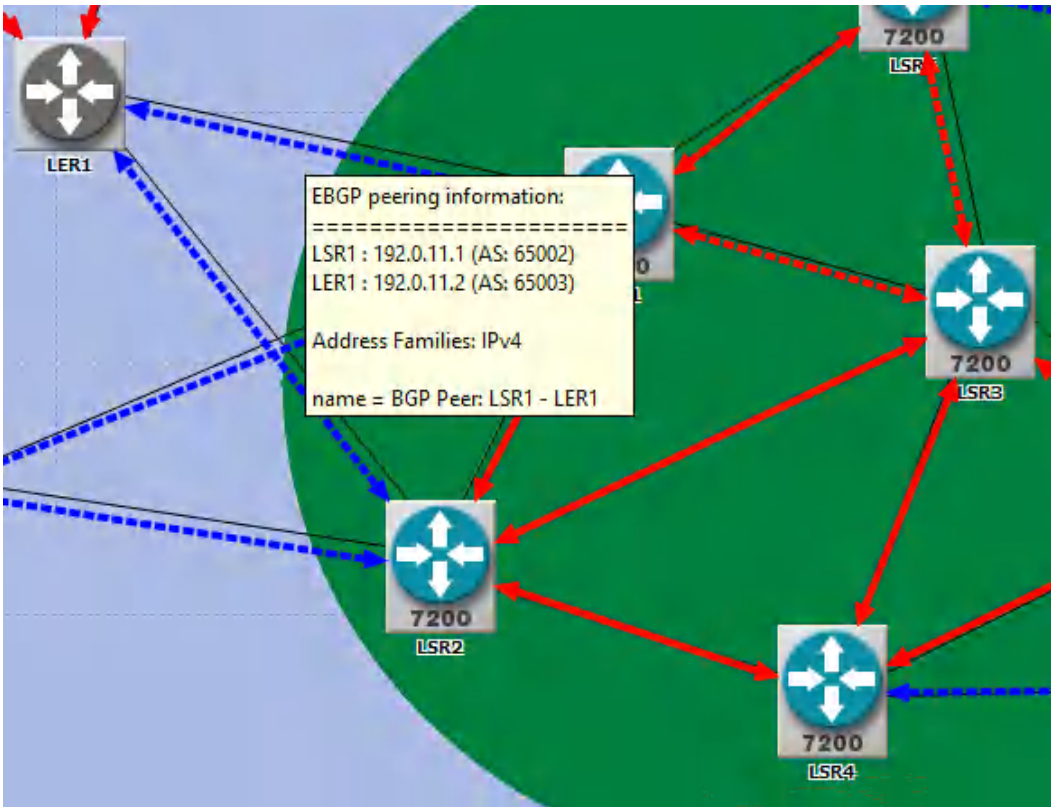 7200
LER1
EBGP peering information:
=======================
LSR1 : 192.0.11.1 (AS: 65002)
LER1 : 192.0.11.2 (AS: 65003)
Address Families: IPv4
name = BGP Peer: LSR1 - LER1
7200
LSR3
7200
LSR2
7200
LSR4